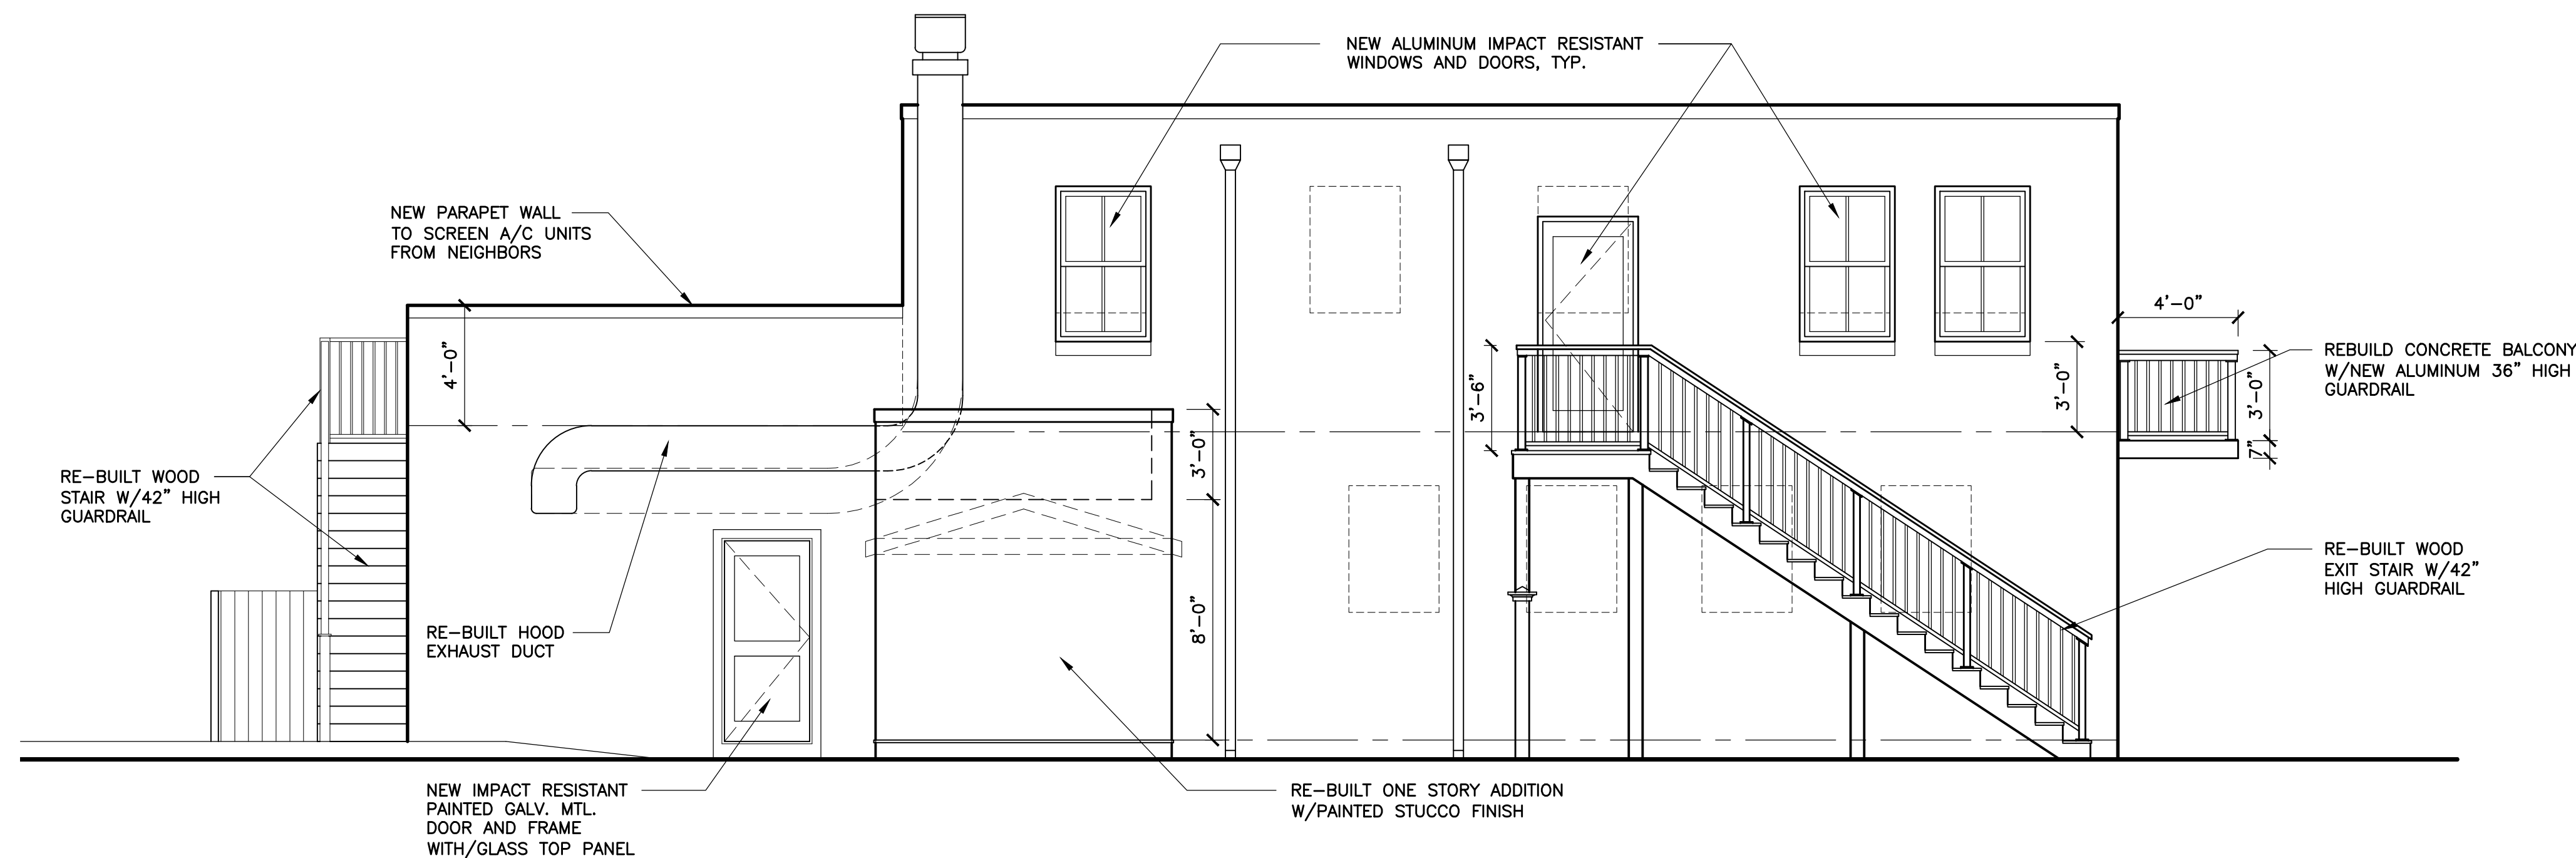 NEW ALUMINUM IMPACT RESISTANT
WINDOWS AND DOORS, TYP.
NEW PARAPET WALL
TO SCREEN A/C UNITS
FROM NEIGHBORS
4'-0"
4'-0"
3'-6"
3'-0"
3'-0"
7"
REBUILD CONCRETE BALCONY
W/NEW ALUMINUM 36" HIGH
GUARDRAIL
3'-0"
8'-0"
RE-BUILT WOOD
STAIR W/42" HIGH
GUARDRAIL
RE-BUILT HOOD
EXHAUST DUCT
RE-BUILT WOOD
EXIT STAIR W/42"
HIGH GUARDRAIL
NEW IMPACT RESISTANT
PAINTED GALV. MTL.
DOOR AND FRAME
WITH/GLASS TOP PANEL
RE-BUILT ONE STORY ADDITION
W/PAINTED STUCCO FINISH